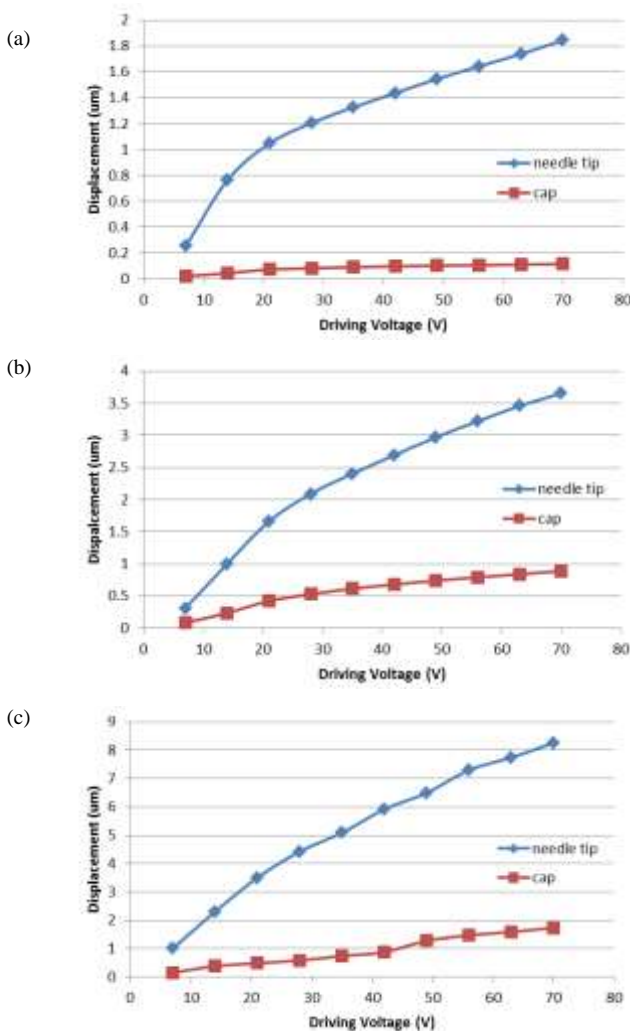 (a)
2
1.8
1.6
1.4
1.2
1
0.8
0.6
0.4
0.2
0
Displacement (um)
needle tip
cap
0 10 20 30 40 50 60 70 80
Driving Voltage (V)
(b)
4
3.5
3
2.5
2
1.5
1
0.5
0
Dispalcement (um)
needle tip
cap
0 10 20 30 40 50 60 70 80
Driving Voltage (V)
(c)
9
8
7
6
5
4
3
2
1
0
Displacement (um)
needle tip
cap
0 10 20 30 40 50 60 70 80
Driving Voltage (V)